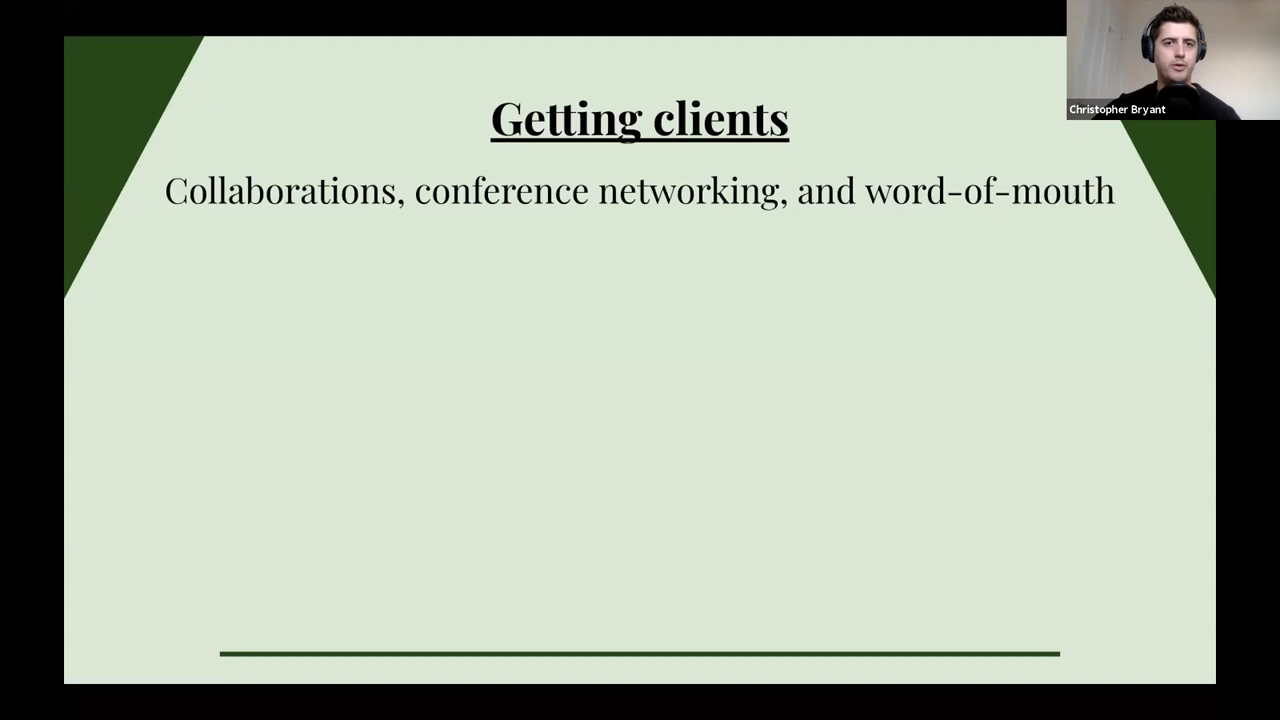 Getting clients
Collaborations, conference networking, and word-of-mouth
Christopher Bryant